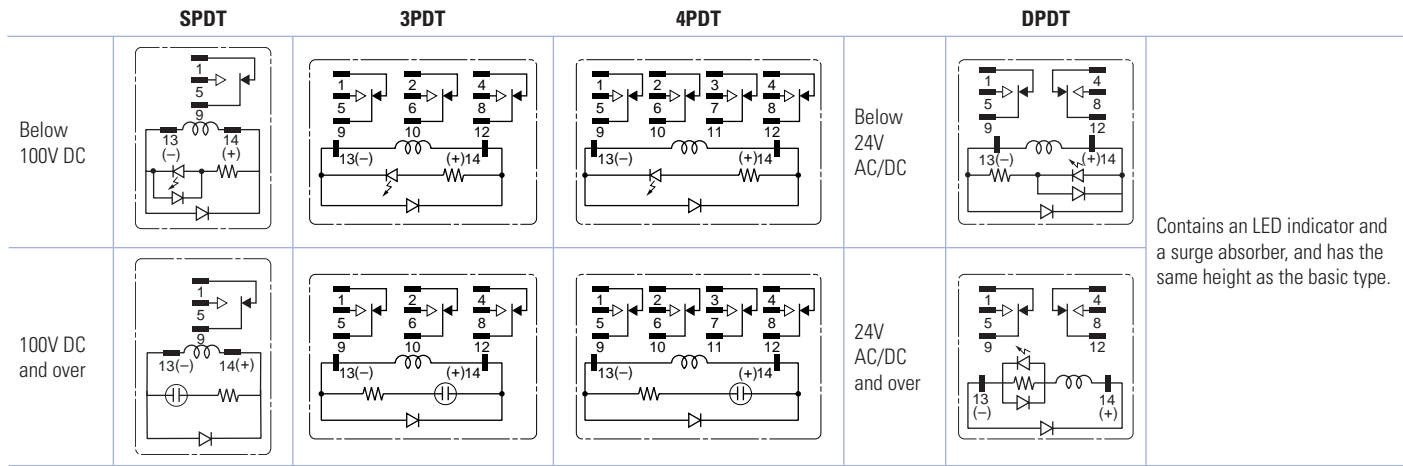 SPDT 3PDT 4PDT DPDT
Below
100V DC
1
5
9
13
(–)
14
(+)
1 2 4
5 6 8
9 10 12
13(–) (+)14
1 2 3 4
5 6 7 8
9 10 11 12
13(–) (+)14
Below
24V
AC/DC
1 4
5 8
9 12
13(–) (+)14
Contains an LED indicator and
a surge absorber, and has the
same height as the basic type.
100V DC
and over
1
5
9
13(–) 14(+)
1 2 4
5 6 8
9 10 12
13(–) (+)14
1 2 3 4
5 6 7 8
9 10 11 12
13(–) (+)14
24V
AC/DC
and over
1 4
5 8
9 12
13
(–)
14
(+)